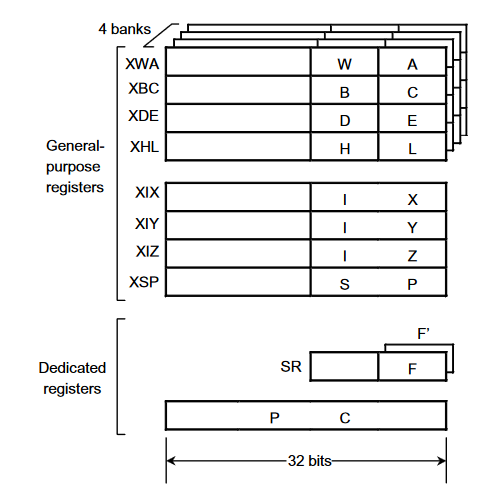 4 banks
XWA W A
XBC B C
XDE D E
XHL H L
General-
purpose
registers
XIX I X
XIY I Y
XIZ I Z
XSP S P
F’
Dedicated
registers
SR F
P C
32 bits